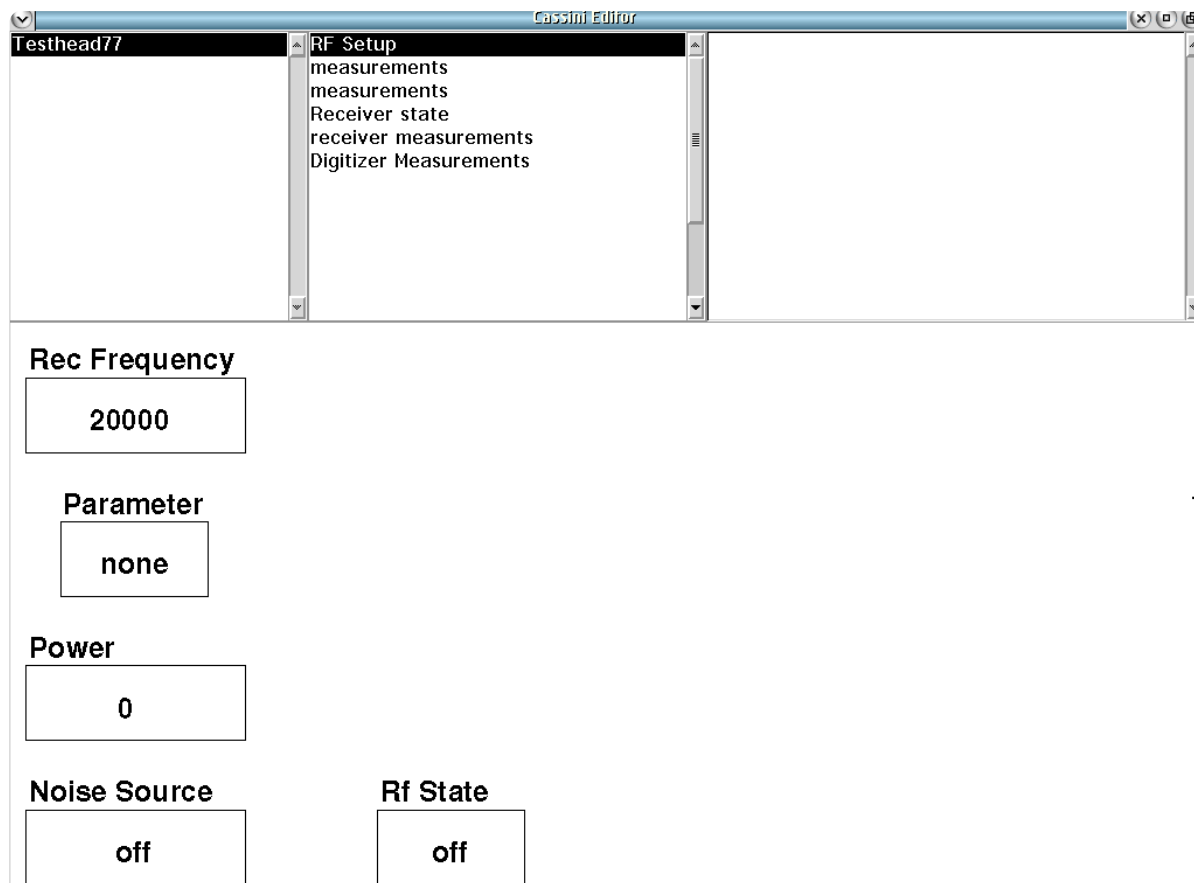 Cassini Editor
Testhead77
RF Setup
measurements
measurements
Receiver state
receiver measurements
Digitizer Measurements
Rec Frequency
20000
Parameter
none
Power
0
Noise Source
Rf State
off
off